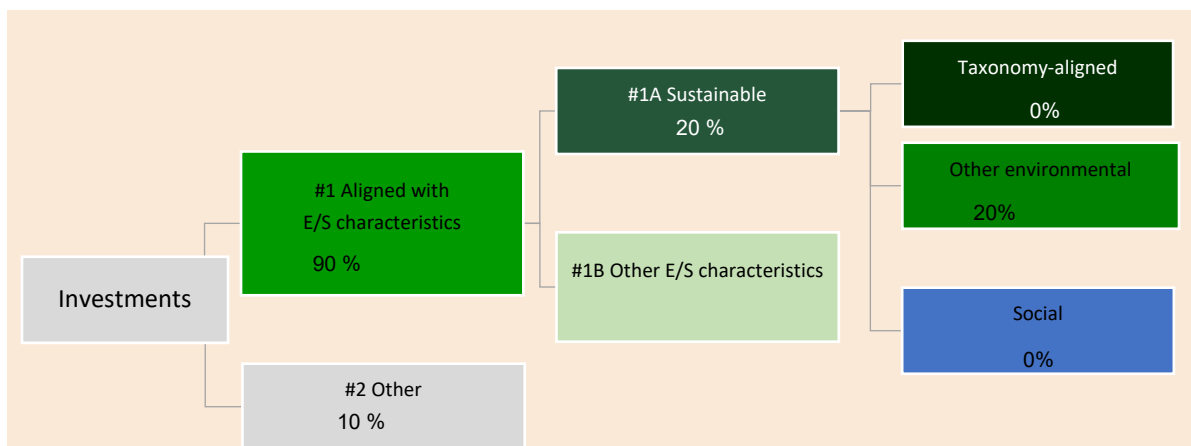 Investments
#1 Aligned with
E/S characteristics
90 %
#2 Other
10 %
#1A Sustainable
20 %
#1B Other E/S characteristics
Taxonomy-aligned
0%
Other environmental
20%
Social
0%